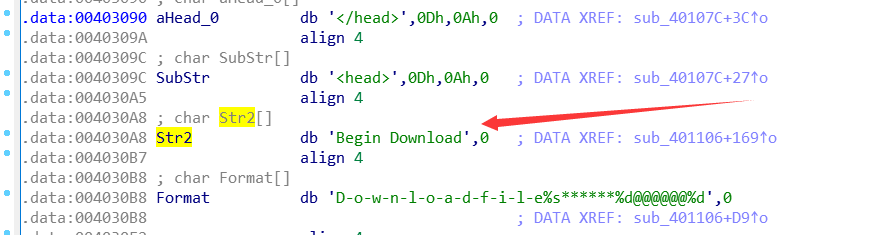 .data:00403090 aHead_0 db '</head>',0Dh,0Ah,0 ; DATA XREF: sub_40107C+3C↑o
.data:0040309A align 4
.data:0040309C ; char SubStr[]
.data:0040309C SubStr db '<head>',0Dh,0Ah,0 ; DATA XREF: sub_40107C+27↑o
.data:004030A5 align 4
.data:004030A8 ; char Str2[]
.data:004030A8 Str2 db 'Begin Download',0 ; DATA XREF: sub_401106+169↑o
.data:004030B7 align 4
.data:004030B8 ; char Format[]
.data:004030B8 Format db 'D-o-w-n-l-o-a-d-f-i-l-e%s******%d@@@@@@%d',0
.data:004030B8 ; DATA XREF: sub_401106+D9↑o